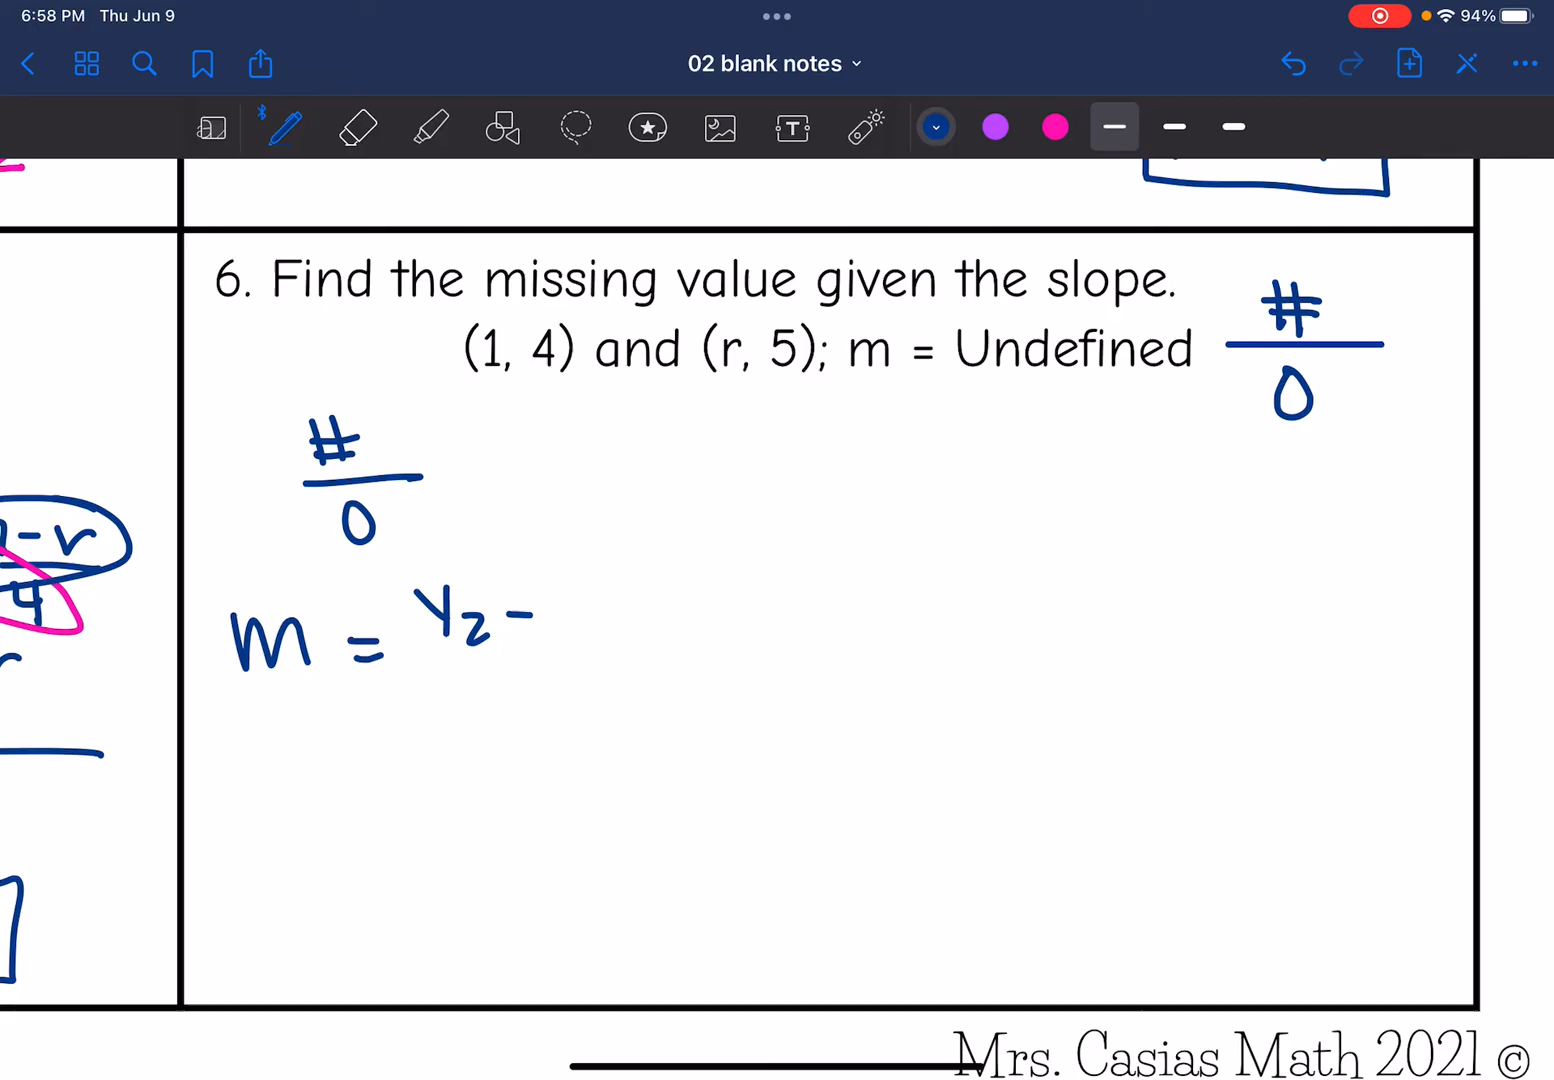 6:58 PM Thu Jun 9
94%
02 blank notes
T
6. Find the missing value given the slope.
(1, 4) and (r, 5); m = Undefined
#
0
#
0
- r
4
m = y₂ -
r
Mrs. Casias Math 2021 ©